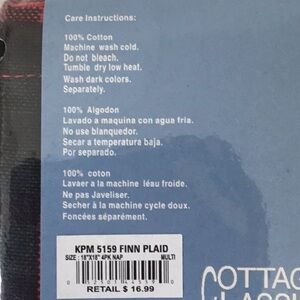 Care Instructions:
100% Cotton
Machine wash cold.
Do not bleach.
Tumble dry low heat.
Wash dark colors.
Separately.
100% Algodon
Lavado a maquina con agua fria.
No use blanquedor.
Secar a temperatura baja.
Por separado.
100% coton
Lavaer a la machine léau froide.
Ne pas Javeliser.
Secher à la machine cycle doux.
Foncées séparément.
KPM 5159 FINN PLAID
SIZE : 18"X18" 4PK NAP MULTI
RETAIL $ 16.99
COTTAG
CLASSI